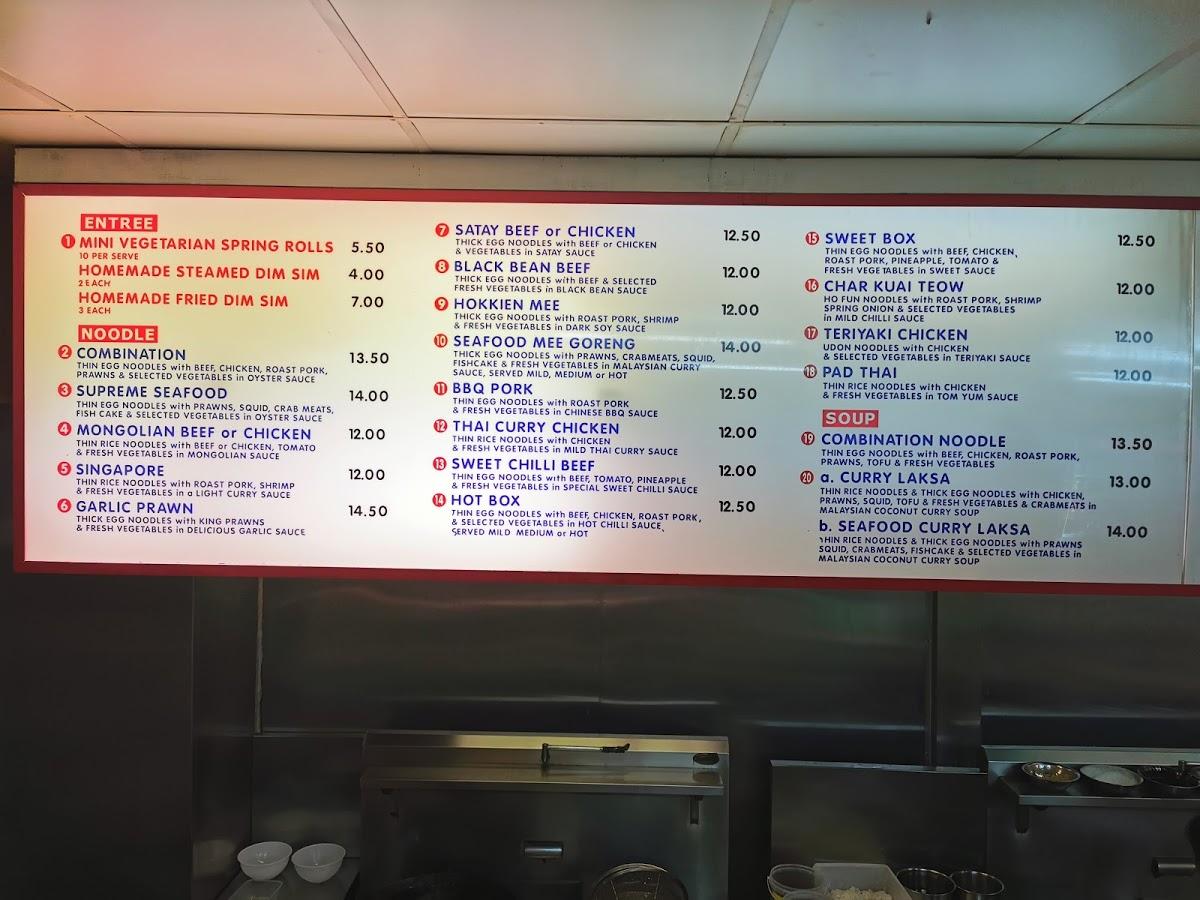 ENTREE
1 MINI VEGETARIAN SPRING ROLLS 5.50
10 PER SERVE
HOMEMADE STEAMED DIM SIM 4.00
2 EACH
HOMEMADE FRIED DIM SIM 7.00
3 EACH
NOODLE
2 COMBINATION 13.50
THIN EGG NOODLES with BEEF, CHICKEN, ROAST PORK,
PRAWNS & SELECTED VEGETABLES in OYSTER SAUCE
3 SUPREME SEAFOOD 14.00
THIN EGG NOODLES with PRAWNS, SQUID, CRAB MEATS,
FISH CAKE & SELECTED VEGETABLES in OYSTER SAUCE
4 MONGOLIAN BEEF or CHICKEN 12.00
THIN RICE NOODLES with BEEF or CHICKEN, TOMATO
& FRESH VEGETABLES in MONGOLIAN SAUCE
5 SINGAPORE 12.00
THIN RICE NOODLES with ROAST PORK, SHRIMP
& FRESH VEGETABLES in a LIGHT CURRY SAUCE
6 GARLIC PRAWN 14.50
THICK EGG NOODLES with KING PRAWNS
& FRESH VEGETABLES in DELICIOUS GARLIC SAUCE
7 SATAY BEEF or CHICKEN 12.50
THICK EGG NOODLES with BEEF or CHICKEN
& VEGETABLES in SATAY SAUCE
8 BLACK BEAN BEEF 12.00
THICK EGG NOODLES with BEEF & SELECTED
FRESH VEGETABLES in BLACK BEAN SAUCE
9 HOKKIEN MEE 12.00
THICK EGG NOODLES with ROAST PORK, SHRIMP
& FRESH VEGETABLES in DARK SOY SAUCE
10 SEAFOOD MEE GORENG 14.00
THICK EGG NOODLES with PRAWNS, CRABMEATS, SQUID,
FISHCAKE & FRESH VEGETABLES in MALAYSIAN CURRY
SAUCE, SERVED MILD, MEDIUM or HOT
11 BBQ PORK 12.50
THIN EGG NOODLES with ROAST PORK
& FRESH VEGETABLES in CHINESE BBQ SAUCE
12 THAI CURRY CHICKEN 12.00
THIN RICE NOODLES with CHICKEN
& FRESH VEGETABLES in MILD THAI CURRY SAUCE
13 SWEET CHILLI BEEF 12.00
THIN EGG NOODLES with BEEF, TOMATO, PINEAPPLE
& FRESH VEGETABLES in SPECIAL SWEET CHILLI SAUCE
14 HOT BOX 12.50
THIN EGG NOODLES with BEEF, CHICKEN, ROAST PORK,
& SELECTED VEGETABLES in HOT CHILLI SAUCE,
SERVED MILD MEDIUM or HOT
15 SWEET BOX 12.50
THIN EGG NOODLES with BEEF, CHICKEN,
ROAST PORK, PINEAPPLE, TOMATO &
FRESH VEGETABLES in SWEET SAUCE
16 CHAR KUAI TEOW 12.00
HO FUN NOODLES with ROAST PORK, SHRIMP
SPRING ONION & SELECTED VEGETABLES
in MILD CHILLI SAUCE
17 TERIYAKI CHICKEN 12.00
UDON NOODLES with CHICKEN
& SELECTED VEGETABLES in TERIYAKI SAUCE
18 PAD THAI 12.00
THIN RICE NOODLES with CHICKEN
& FRESH VEGETABLES in TOM YUM SAUCE
SOUP
19 COMBINATION NOODLE 13.50
THIN EGG NOODLES with BEEF, CHICKEN, ROAST PORK,
PRAWNS, TOFU & FRESH VEGETABLES
20 a. CURRY LAKSA 13.00
THIN RICE NOODLES & THICK EGG NOODLES with CHICKEN,
PRAWNS, SQUID, TOFU & FRESH VEGETABLES & CRABMEATS in
MALAYSIAN COCONUT CURRY SOUP
b. SEAFOOD CURRY LAKSA 14.00
THIN RICE NOODLES & THICK EGG NOODLES with PRAWNS
SQUID, CRABMEATS, FISHCAKE & SELECTED VEGETABLES in
MALAYSIAN COCONUT CURRY SOUP